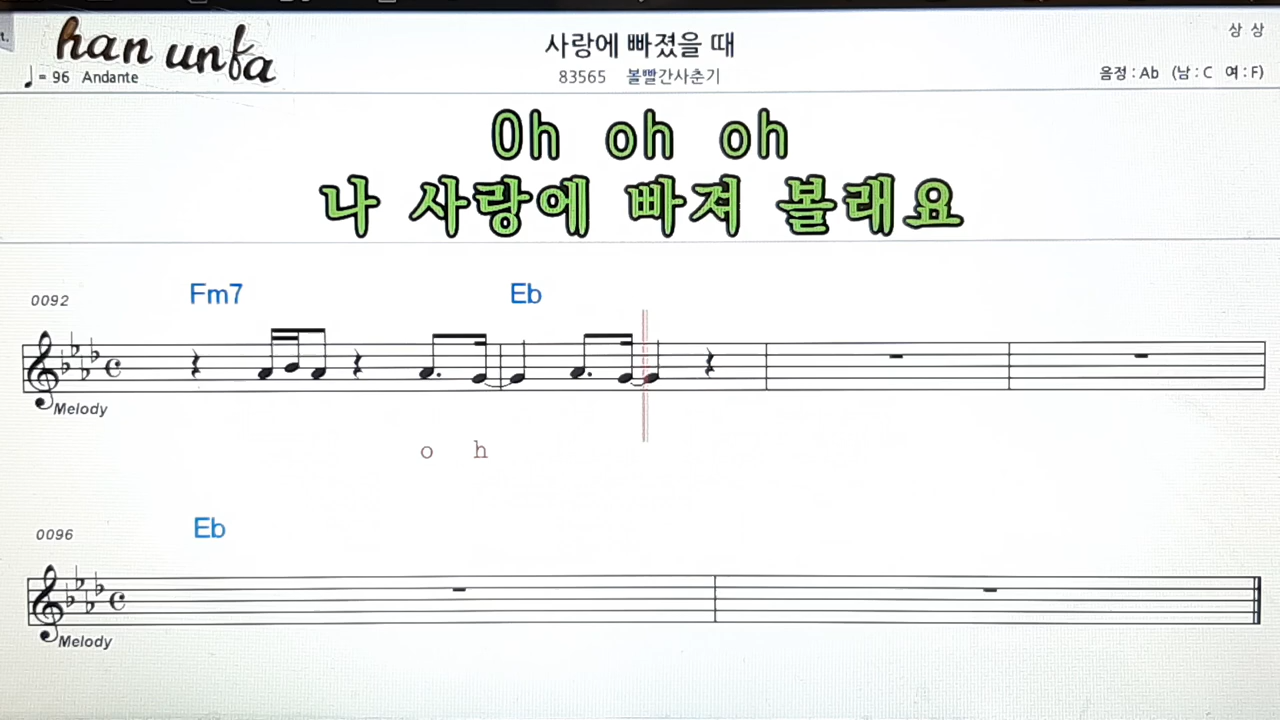 t.
han unfa
사랑에 빠졌을 때
상 상
♩ = 96 Andante
83565 볼빨간사춘기
음정 : Ab (남 : C 여 : F)
Oh oh oh
나 사랑에 빠져 볼래요
0092
Fm7 Eb
Melody
o h
0096
Eb
Melody